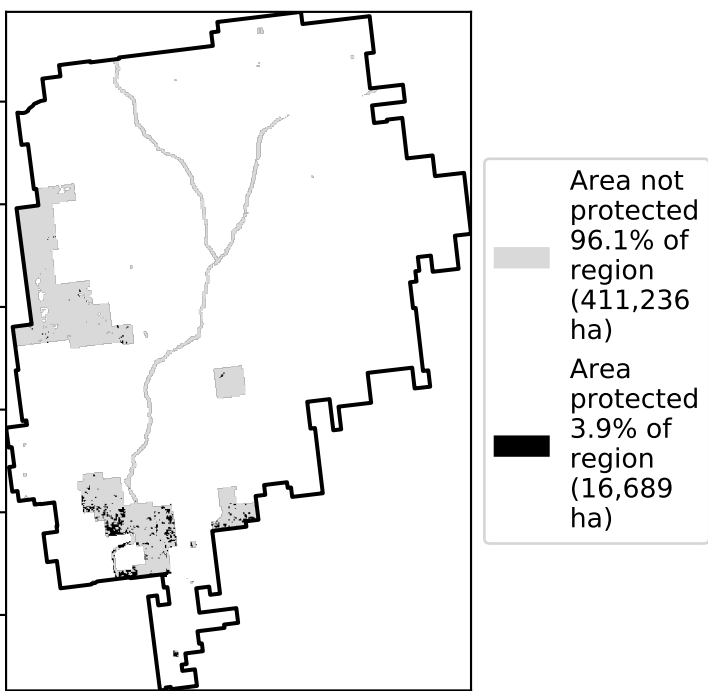 Area not
protected
96.1% of
region
(411,236
ha)
Area
protected
3.9% of
region
(16,689
ha)